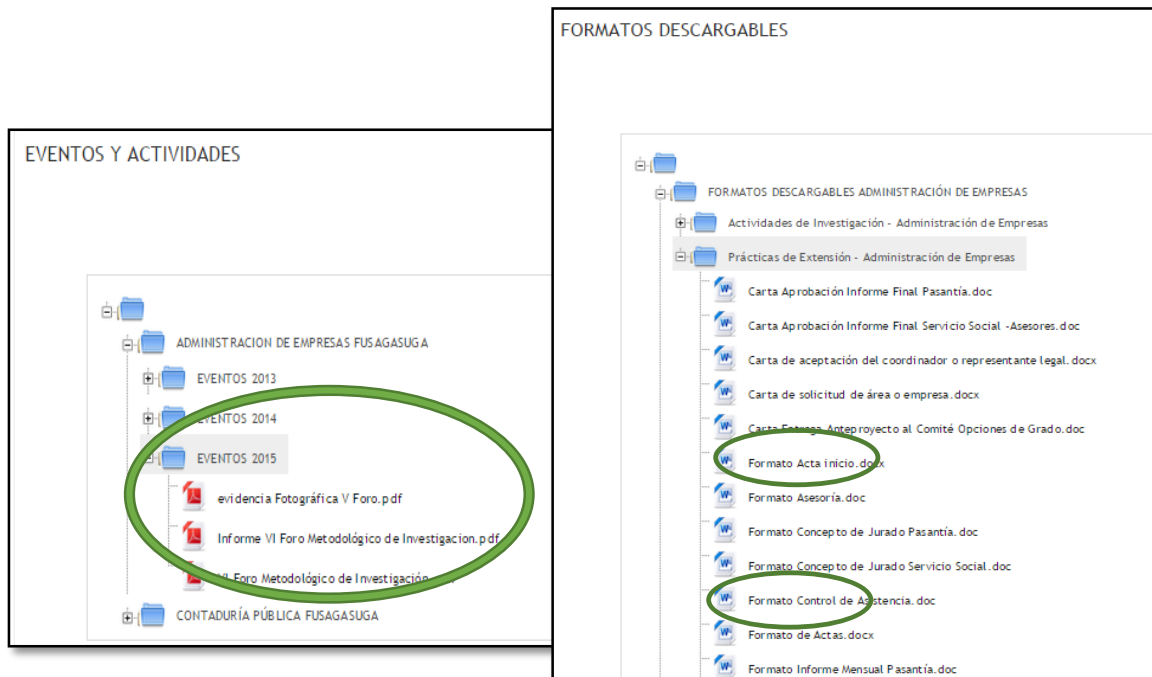 EVENTOS Y ACTIVIDADES
ADMINISTRACION DE EMPRESAS FUSAGASUGA
EVENTOS 2013
EVENTOS 2014
EVENTOS 2015
evidencia Fotográfica V Foro.pdf
Informe VI Foro Metodológico de Investigacion.pdf
VI Foro Metodológico de Investigación
CONTADURÍA PÚBLICA FUSAGASUGA
FORMATOS DESCARGABLES
FORMATOS DESCARGABLES ADMINISTRACIÓN DE EMPRESAS
Actividades de Investigación - Administración de Empresas
Prácticas de Extensión - Administración de Empresas
Carta Aprobación Informe Final Pasantía.doc
Carta Aprobación Informe Final Servicio Social -Asesores.doc
Carta de aceptación del coordinador o representante legal.docx
Carta de solicitud de área o empresa.docx
Carta Entrega Anteproyecto al Comité Opciones de Grado.doc
Formato Acta inicio.docx
Formato Asesoría.doc
Formato Concepto de Jurado Pasantía.doc
Formato Concepto de Jurado Servicio Social.doc
Formato Control de Asistencia.doc
Formato de Actas.docx
Formato Informe Mensual Pasantía.doc